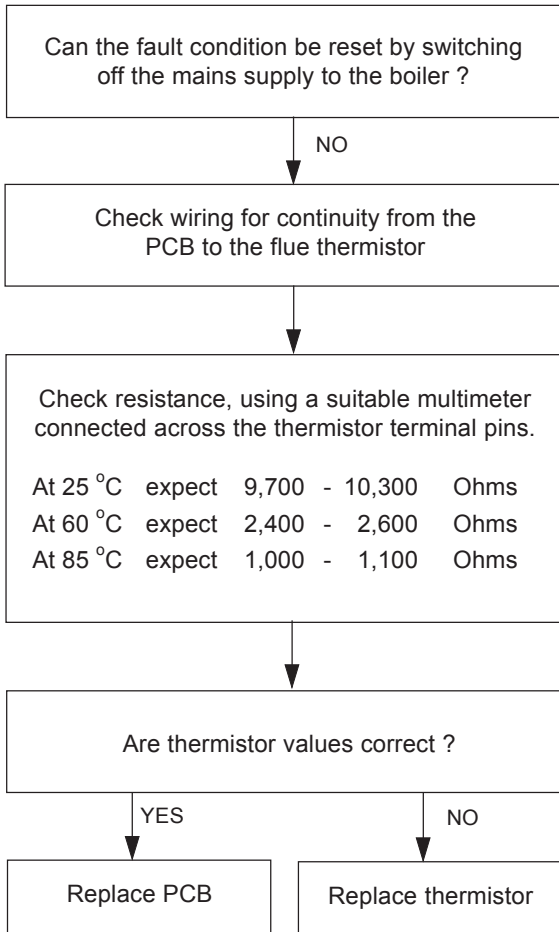 Can the fault condition be reset by switching
off the mains supply to the boiler ?
NO
Check wiring for continuity from the
PCB to the flue thermistor
Check resistance, using a suitable multimeter
connected across the thermistor terminal pins.
At 25 °C expect 9,700 - 10,300 Ohms
At 60 °C expect 2,400 - 2,600 Ohms
At 85 °C expect 1,000 - 1,100 Ohms
Are thermistor values correct ?
YES
NO
Replace PCB
Replace thermistor